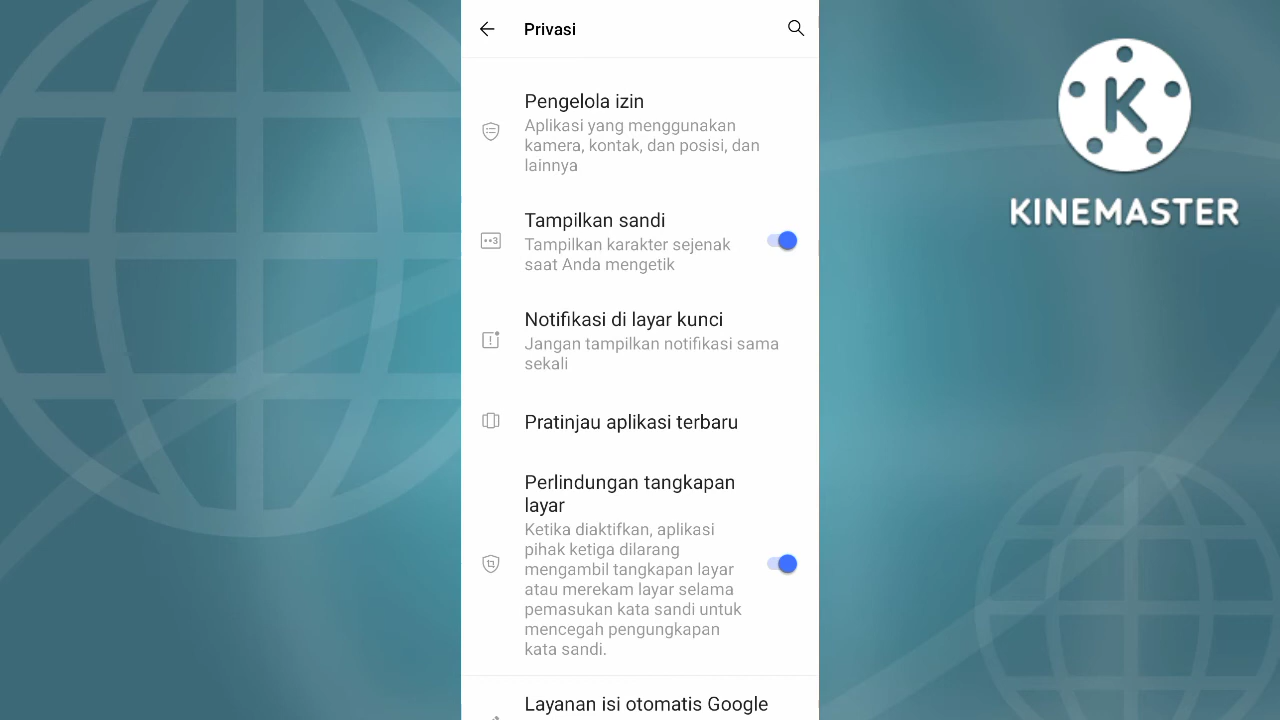 Privasi
Pengelola izin
Aplikasi yang menggunakan
kamera, kontak, dan posisi, dan
lainnya
Tampilkan sandi
Tampilkan karakter sejenak
saat Anda mengetik
Notifikasi di layar kunci
Jangan tampilkan notifikasi sama
sekali
Pratinjau aplikasi terbaru
Perlindungan tangkapan
layar
Ketika diaktifkan, aplikasi
pihak ketiga dilarang
mengambil tangkapan layar
atau merekam layar selama
pemasukan kata sandi untuk
mencegah pengungkapan
kata sandi.
Layanan isi otomatis Google
K
KINEMASTER